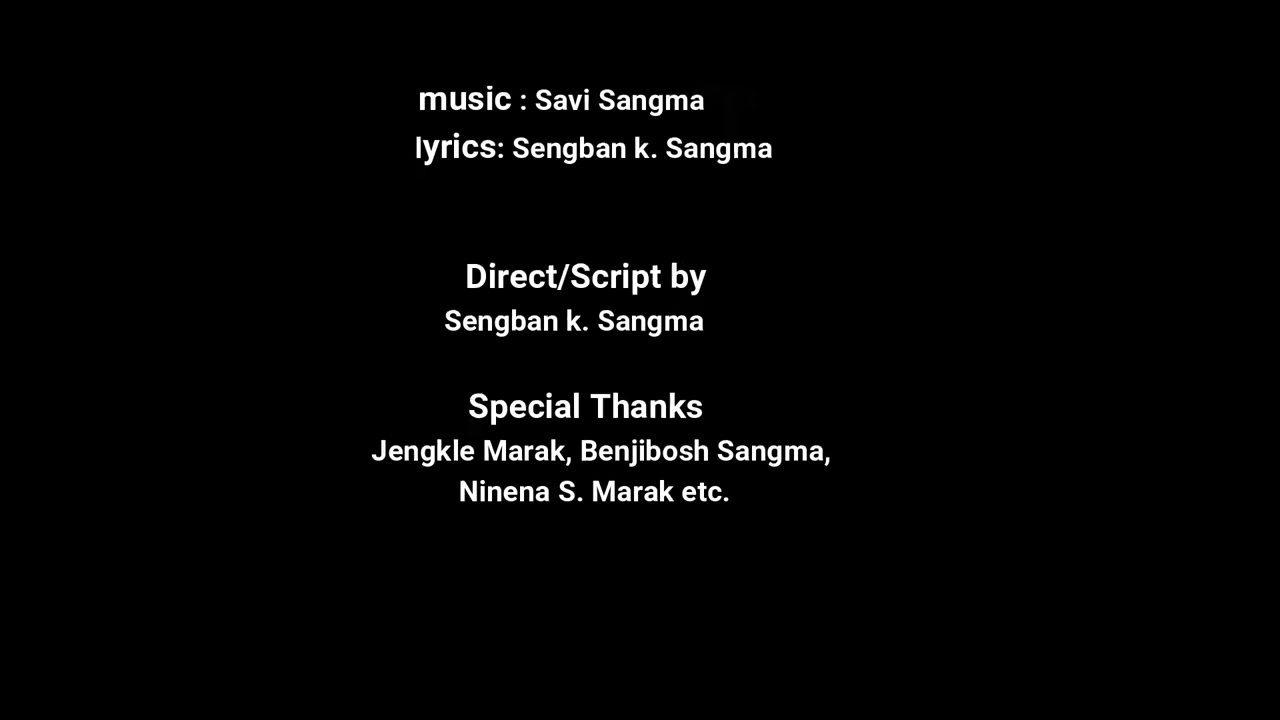 music : Savi Sangma
lyrics: Sengban k. Sangma
Direct/Script by
Sengban k. Sangma
Special Thanks
Jengkle Marak, Benjibosh Sangma,
Ninena S. Marak etc.